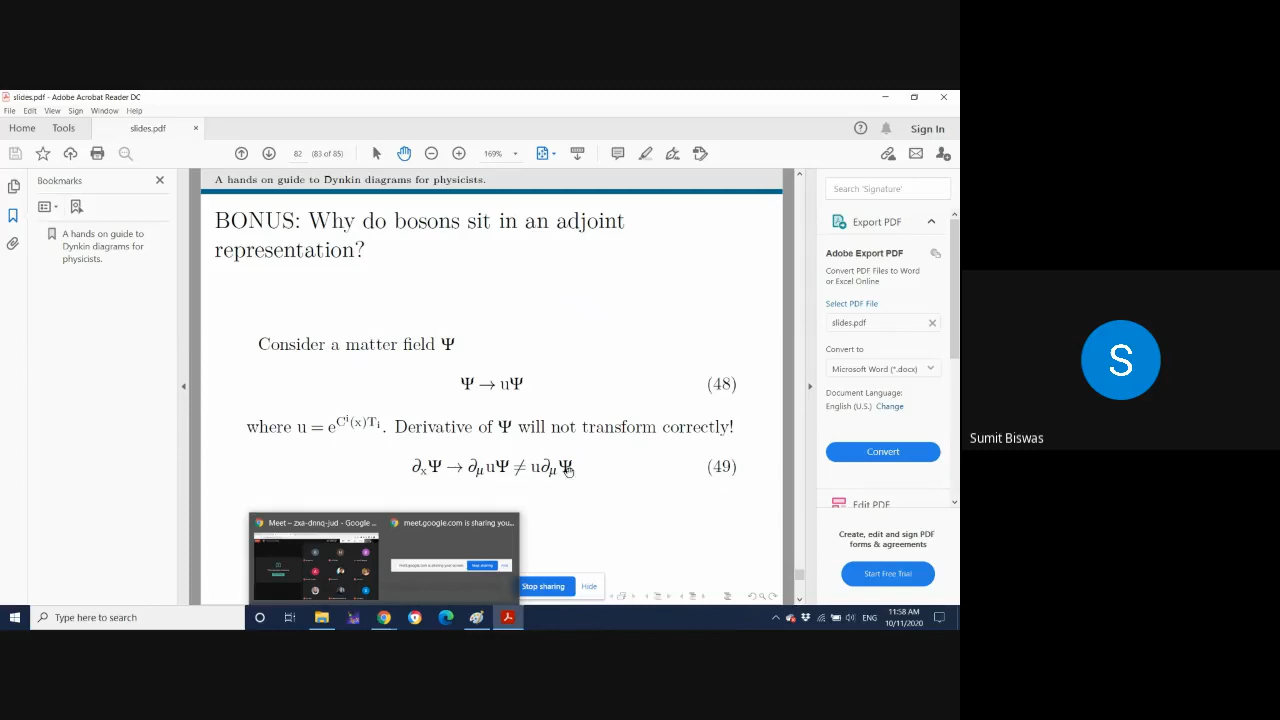 slides.pdf - Adobe Acrobat Reader DC
File Edit View Sign Window Help
Home Tools slides.pdf × Sign In
82 (83 of 85) 169%
Bookmarks
A hands on guide to Dynkin diagrams for physicists.
A hands on guide to
Dynkin diagrams for
physicists.
BONUS: Why do bosons sit in an adjoint
representation?
Consider a matter field Ψ
Ψ → uΨ (48)
where u = e^{C^i(x)T_i}. Derivative of Ψ will not transform correctly!
∂_xΨ → ∂_μuΨ ≠ u∂_μΨ (49)
Search 'Signature'
Export PDF
Adobe Export PDF
Convert PDF Files to Word
or Excel Online
Select PDF File
slides.pdf
Convert to
Microsoft Word (*.docx)
Document Language:
English (U.S.) Change
Convert
Edit PDF
Create, edit and sign PDF
forms & agreements
Start Free Trial
Meet – zxa-dnnq-jud - Google ...
meet.google.com is sharing you...
Stop sharing Hide
Type here to search
ENG
11:58 AM
10/11/2020
S
Sumit Biswas